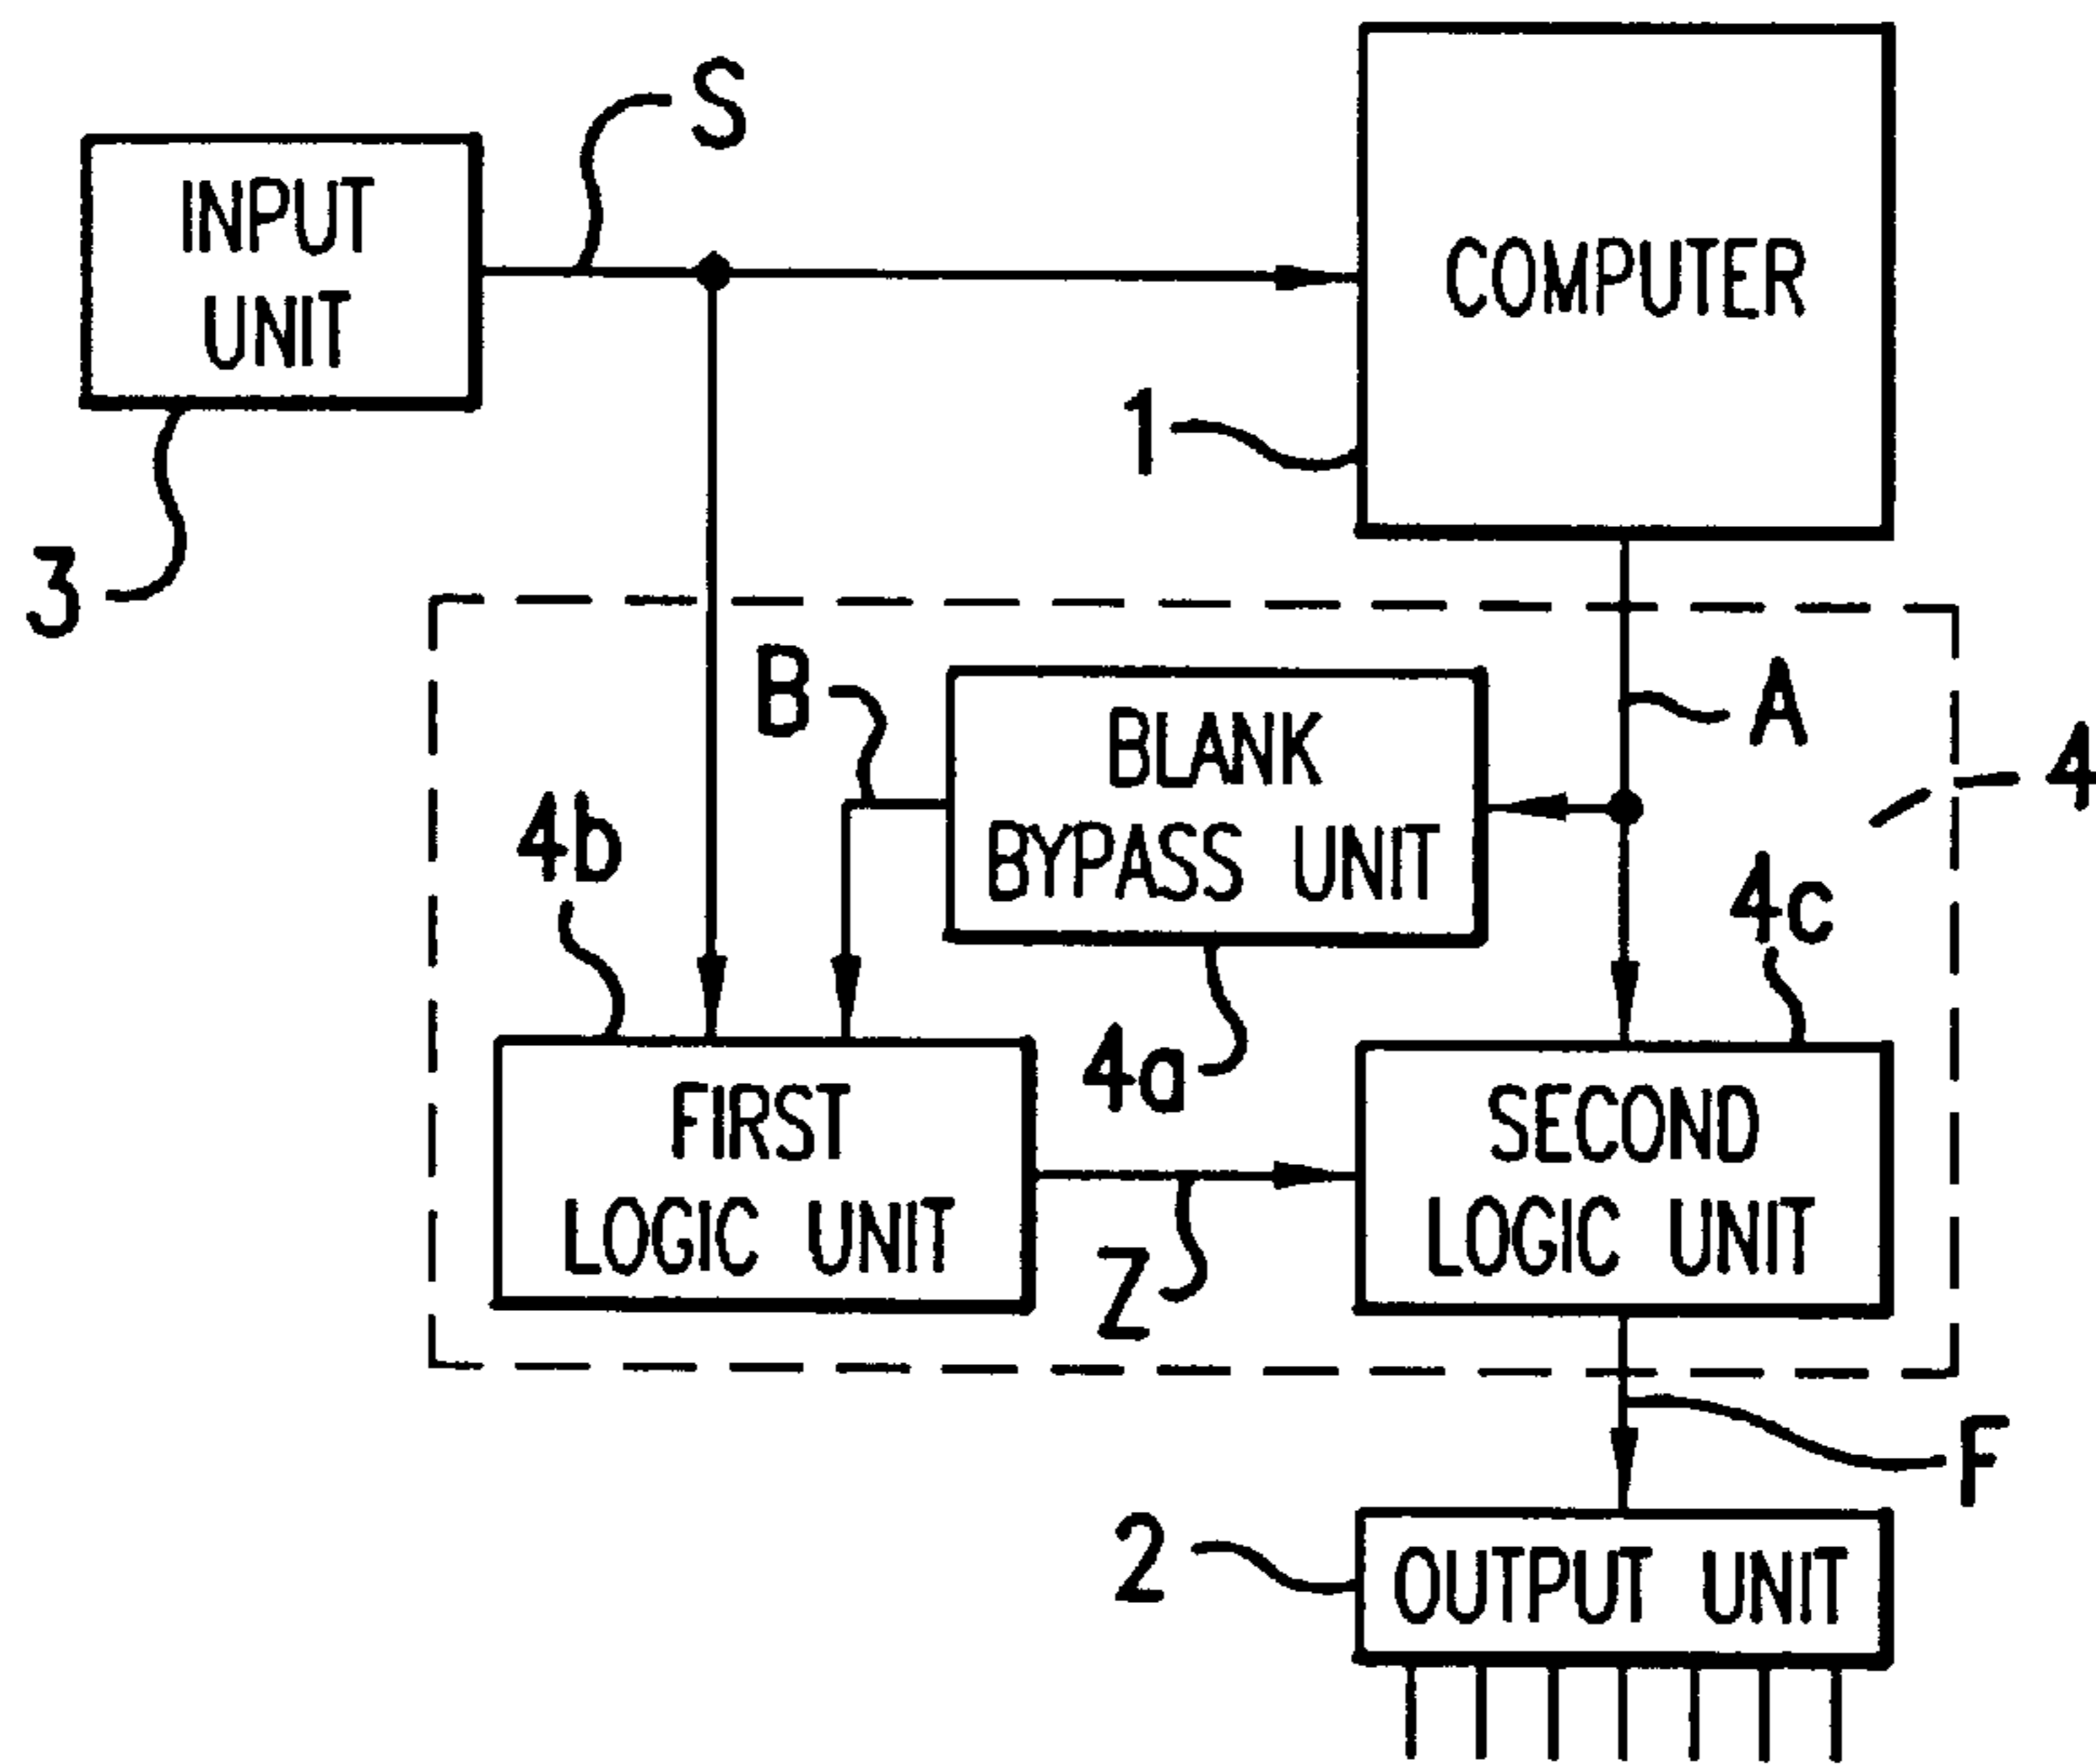 S
INPUT
UNIT
COMPUTER
1
3
B
A
BLANK
BYPASS UNIT
4
4b
4c
4a
FIRST
LOGIC UNIT
SECOND
LOGIC UNIT
Z
F
2
OUTPUT UNIT